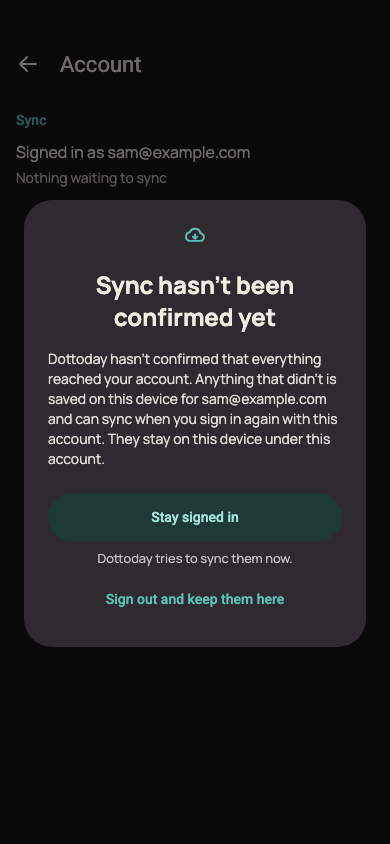 Account
Sync
Signed in as sam@example.com
Nothing waiting to sync
Sync hasn't been
confirmed yet
Dottoday hasn't confirmed that everything
reached your account. Anything that didn't is
saved on this device for sam@example.com
and can sync when you sign in again with this
account. They stay on this device under this
account.
Stay signed in
Dottoday tries to sync them now.
Sign out and keep them here